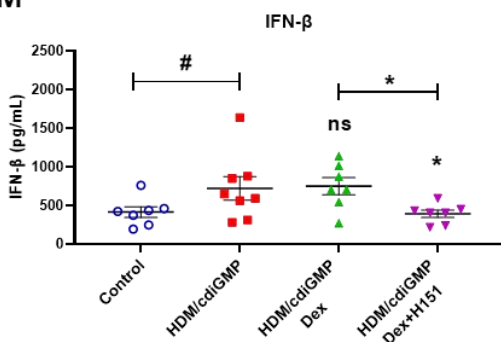 M
IFN-β
2500
2000
1500
1000
500
0
IFN-β (pg/mL)
#
*
ns
*
Control
HDM/cdiGMP
HDM/cdiGMP
Dex
HDM/cdiGMP
Dex+H151